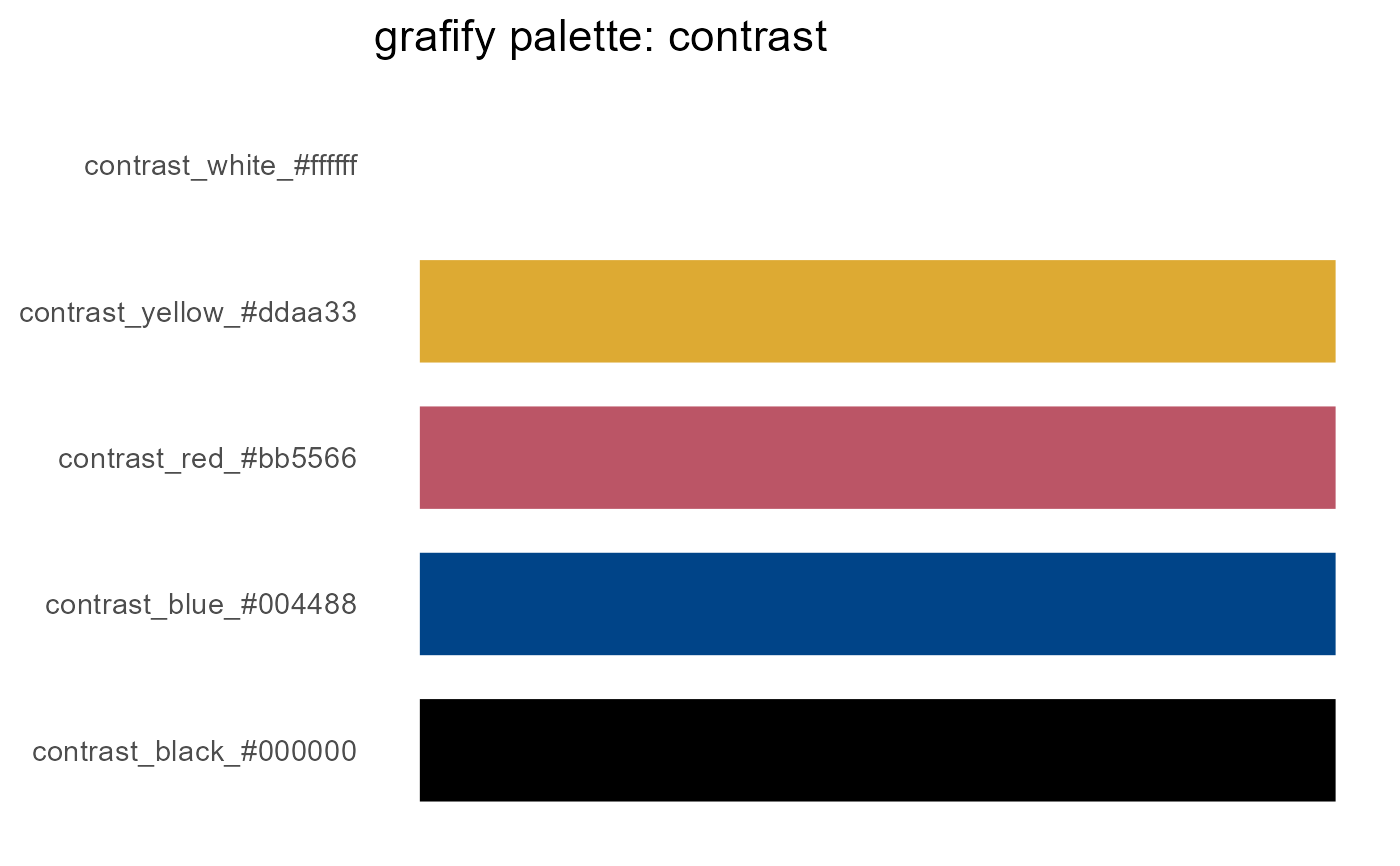 grafify palette: contrast
contrast_white_#ffffff
contrast_yellow_#ddaa33
contrast_red_#bb5566
contrast_blue_#004488
contrast_black_#000000